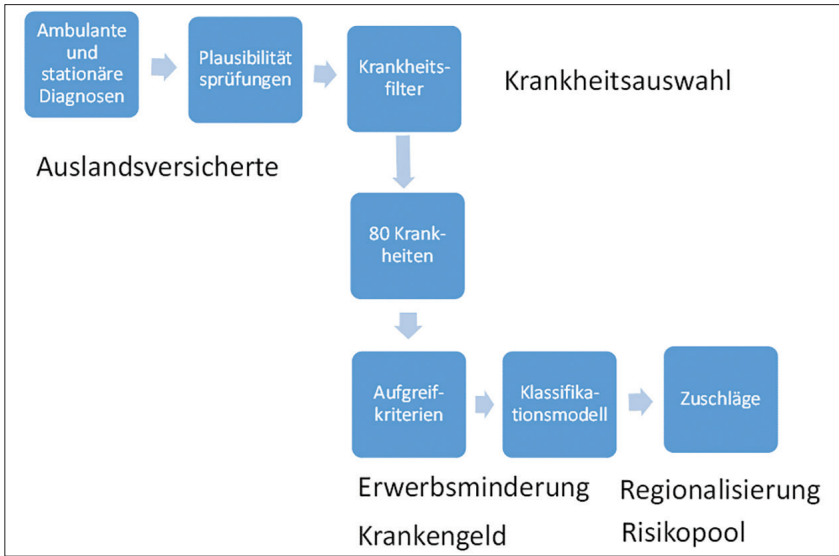 Ambulante
und
stationäre
Diagnosen
Plausibilität
sprüfungen
Krankheits-
filter
Krankheitsauswahl
Auslandsversicherte
80 Krank-
heiten
Aufgreif-
kriterien
Klassifika-
tionsmodell
Zuschläge
Erwerbsminderung
Krankengeld
Regionalisierung
Risikopool